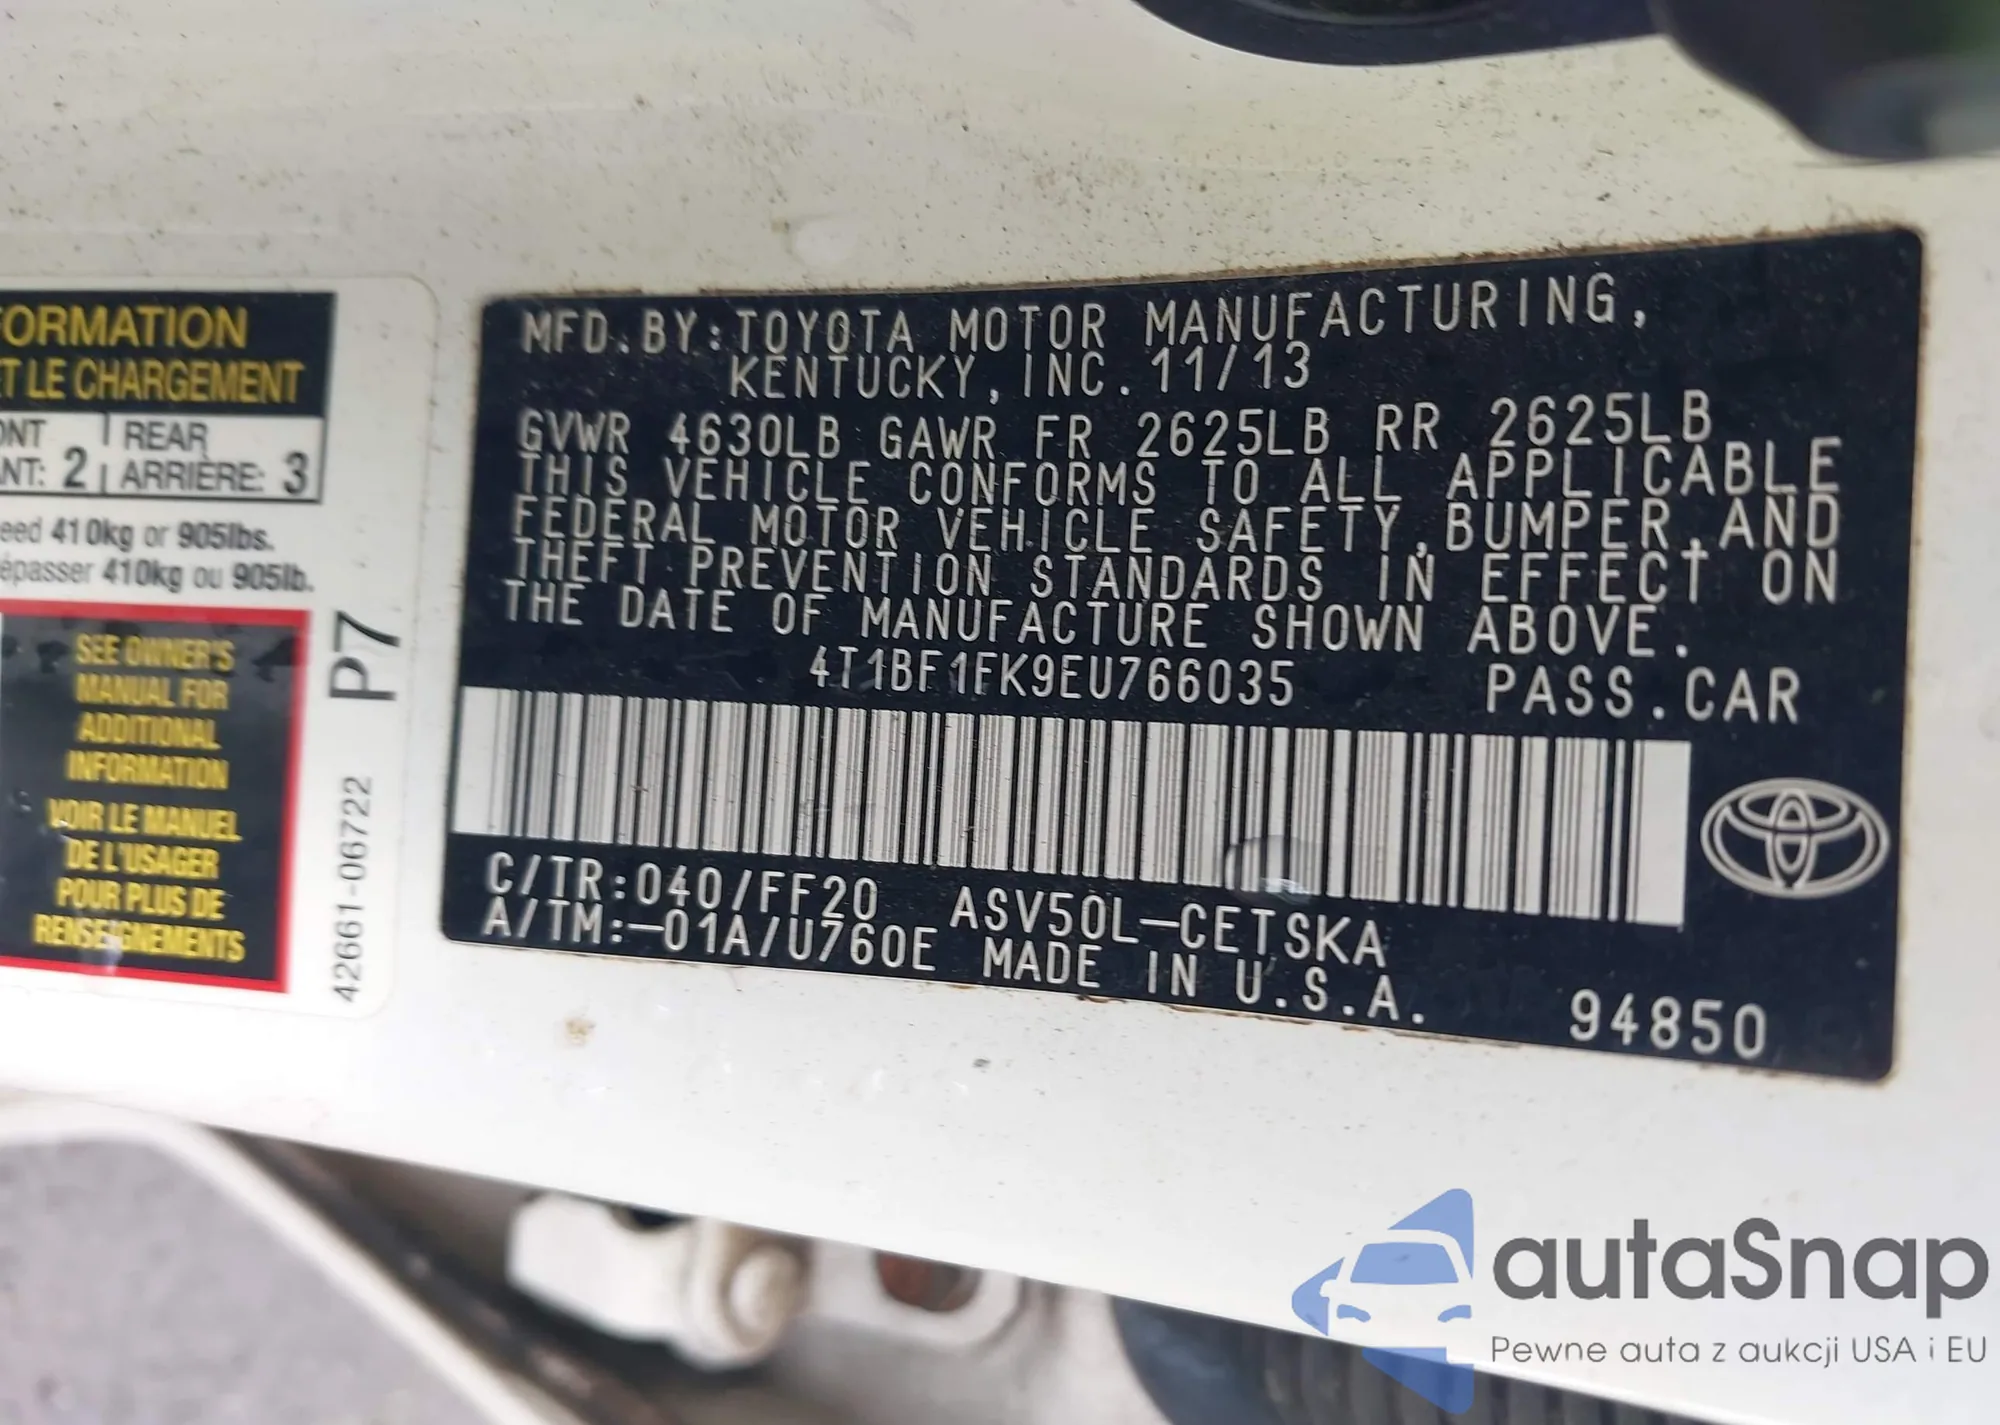 FORMATION
ET LE CHARGEMENT
REAR
2 ARRIÈRE: 3
410kg or 905lbs.
410kg ou 905lb.
SEE OWNER'S
MANUAL FOR
ADDITIONAL
INFORMATION
VOIR LE MANUEL
DE L'USAGER
POUR PLUS DE
RENSEIGNEMENTS
P7
42661-06722
MFD. BY: TOYOTA MOTOR MANUFACTURING,
KENTUCKY, INC. 11/13
GVWR 4630LB GAWR FR 2625LB RR 2625LB
THIS VEHICLE CONFORMS TO ALL APPLICABLE
FEDERAL MOTOR VEHICLE SAFETY, BUMPER, AND
THEFT PREVENTION STANDARDS IN EFFECT ON
THE DATE OF MANUFACTURE SHOWN ABOVE.
4T1BF1FK9EU766035 PASS. CAR
C/TR:040/FF20 ASV50L-CETSKA
A/TM:-01A/U760E MADE IN U.S.A.
94850
autaSnap
Pewne auta z aukcji USA i EU